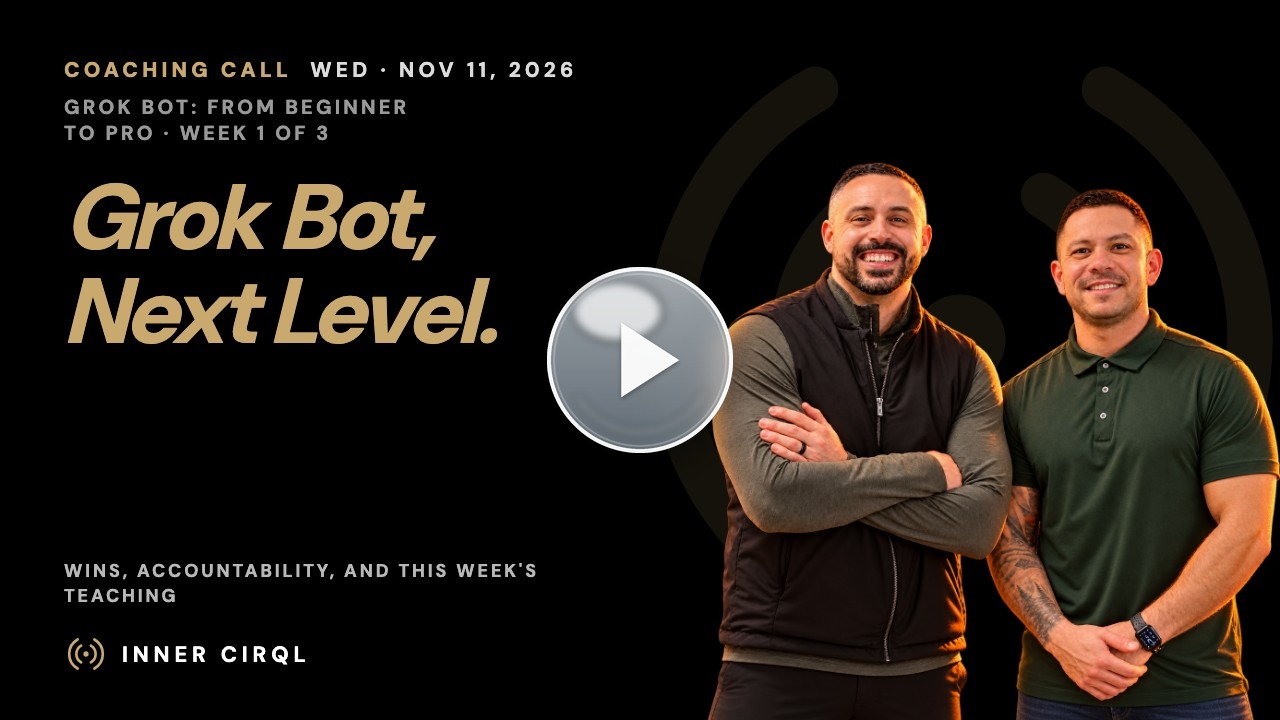 COACHING CALL WED · NOV 11, 2026
GROK BOT: FROM BEGINNER
TO PRO · WEEK 1 OF 3
Grok Bot,
Next Level.
WINS, ACCOUNTABILITY, AND THIS WEEK'S
TEACHING
INNER CIRQL